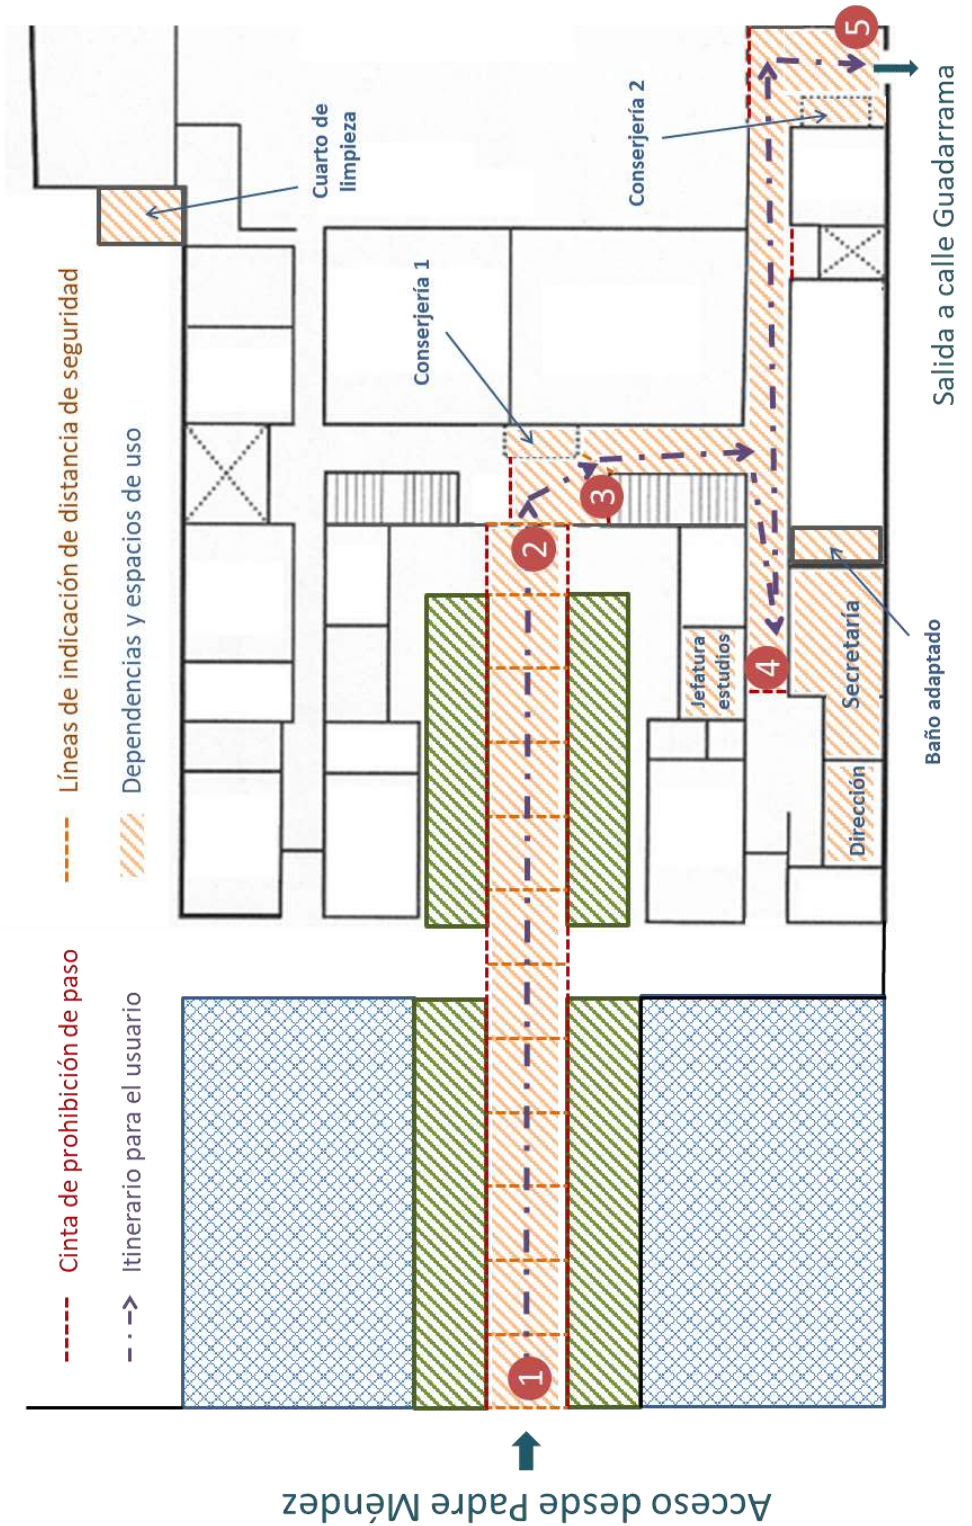 Cinta de prohibición de paso
Líneas de indicación de distancia de seguridad
Itinerario para el usuario
Dependencias y espacios de uso
Cuarto de
limpieza
Conserjería 1
Conserjería 2
Acceso desde Padre Méndez
1
2
3
4
5
Jefatura
estudios
Secretaría
Dirección
Baño adaptado
Salida a calle Guadarrama